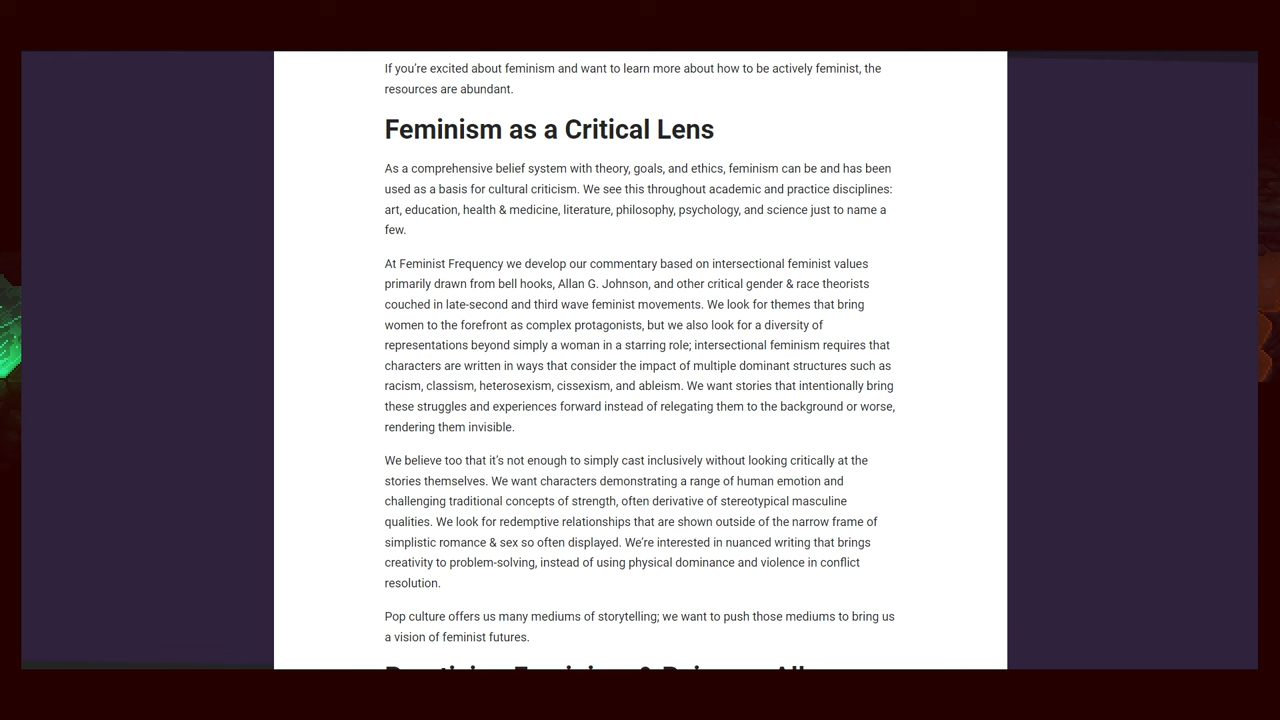 If you're excited about feminism and want to learn more about how to be actively feminist, the
resources are abundant.
Feminism as a Critical Lens
As a comprehensive belief system with theory, goals, and ethics, feminism can be and has been
used as a basis for cultural criticism. We see this throughout academic and practice disciplines:
art, education, health & medicine, literature, philosophy, psychology, and science just to name a
few.
At Feminist Frequency we develop our commentary based on intersectional feminist values
primarily drawn from bell hooks, Allan G. Johnson, and other critical gender & race theorists
couched in late-second and third wave feminist movements. We look for themes that bring
women to the forefront as complex protagonists, but we also look for a diversity of
representations beyond simply a woman in a starring role; intersectional feminism requires that
characters are written in ways that consider the impact of multiple dominant structures such as
racism, classism, heterosexism, cissexism, and ableism. We want stories that intentionally bring
these struggles and experiences forward instead of relegating them to the background or worse,
rendering them invisible.
We believe too that it’s not enough to simply cast inclusively without looking critically at the
stories themselves. We want characters demonstrating a range of human emotion and
challenging traditional concepts of strength, often derivative of stereotypical masculine
qualities. We look for redemptive relationships that are shown outside of the narrow frame of
simplistic romance & sex so often displayed. We’re interested in nuanced writing that brings
creativity to problem-solving, instead of using physical dominance and violence in conflict
resolution.
Pop culture offers us many mediums of storytelling; we want to push those mediums to bring us
a vision of feminist futures.